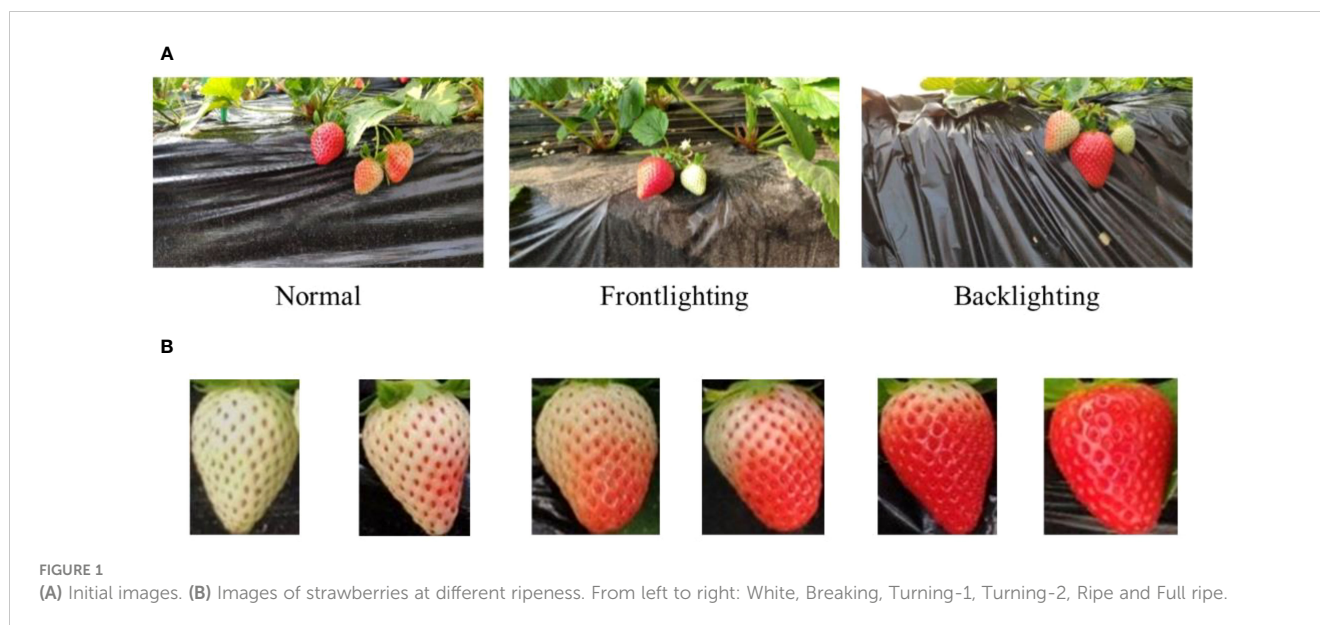 A
Normal Frontlighting Backlighting
B
FIGURE 1
(A) Initial images. (B) Images of strawberries at different ripeness. From left to right: White, Breaking, Turning-1, Turning-2, Ripe and Full ripe.